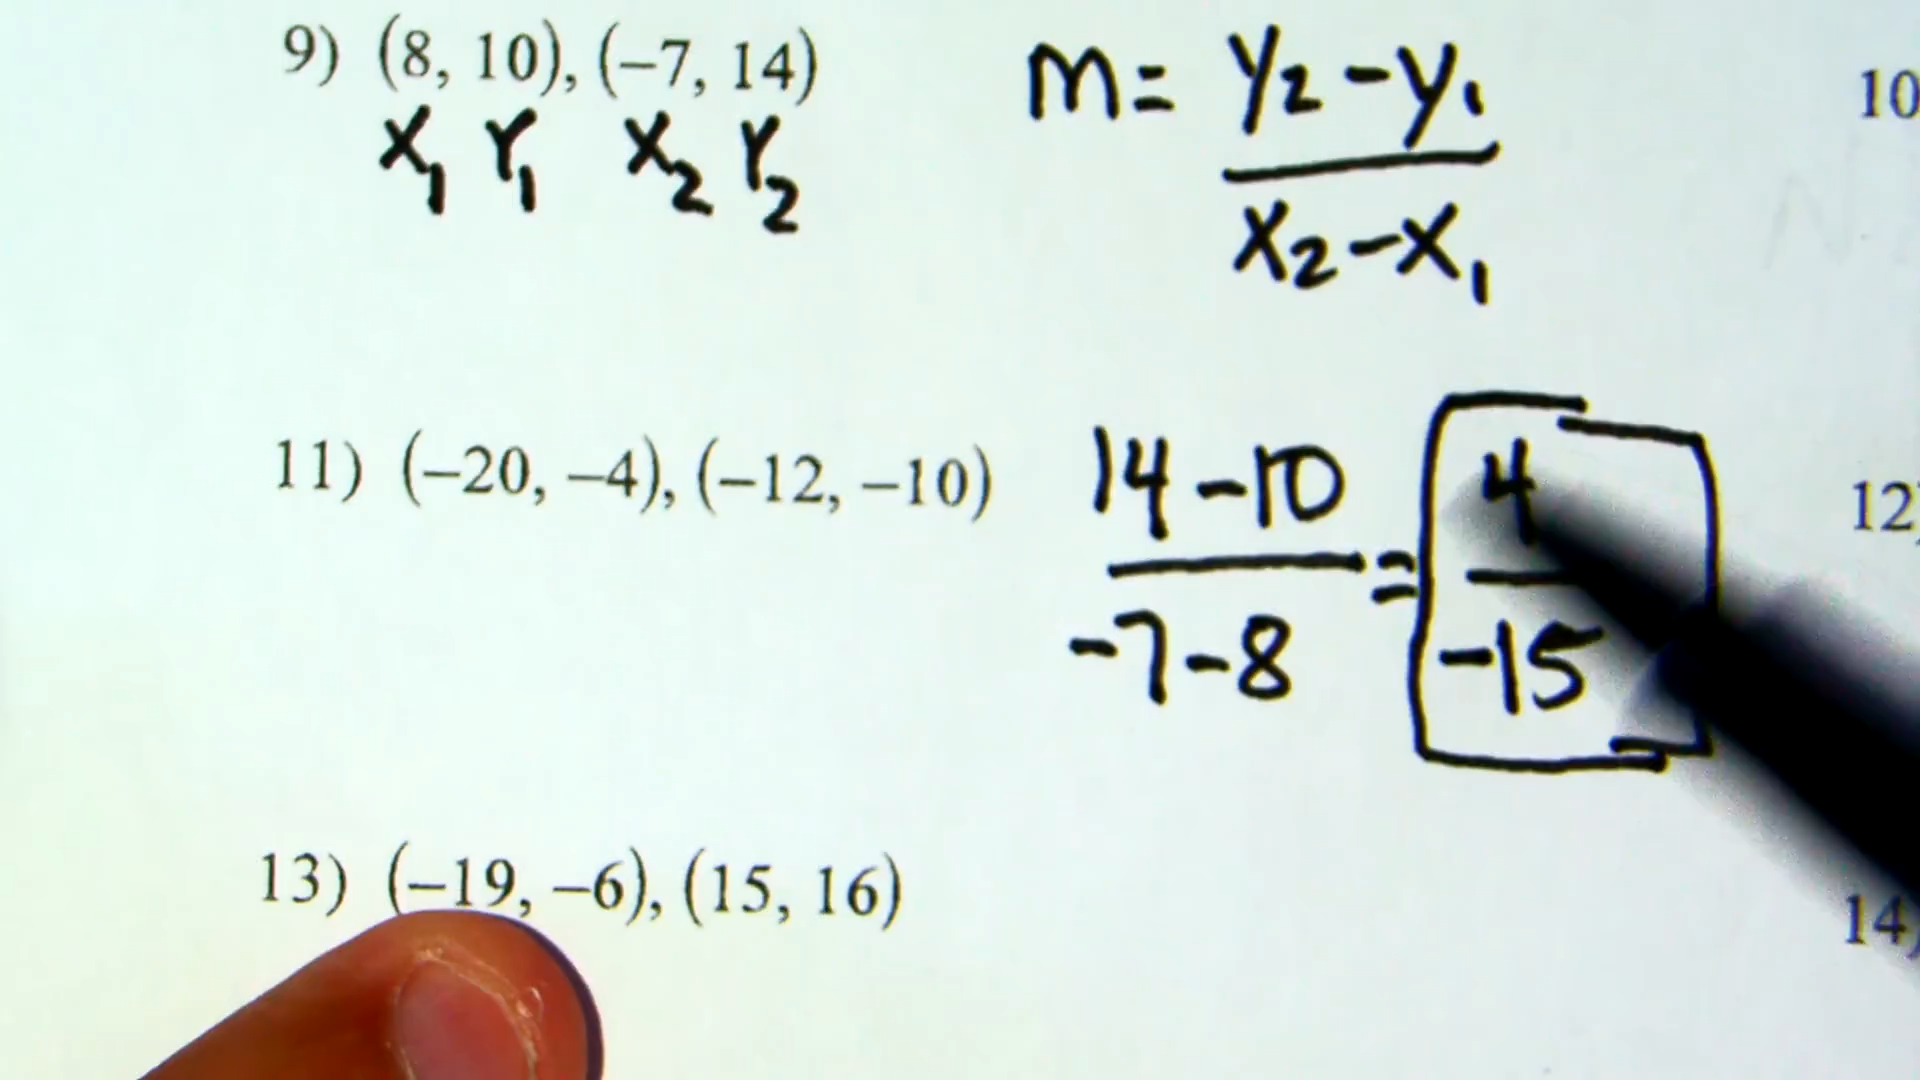 9) (8, 10), (–7, 14)
X₁ Y₁ X₂ Y₂
m = y₂ - y₁
x₂ - x₁
10
11) (–20, –4), (–12, –10)
14 - 10
-7 - 8
=
4
-15
12)
13) (–19, –6), (15, 16)
14)